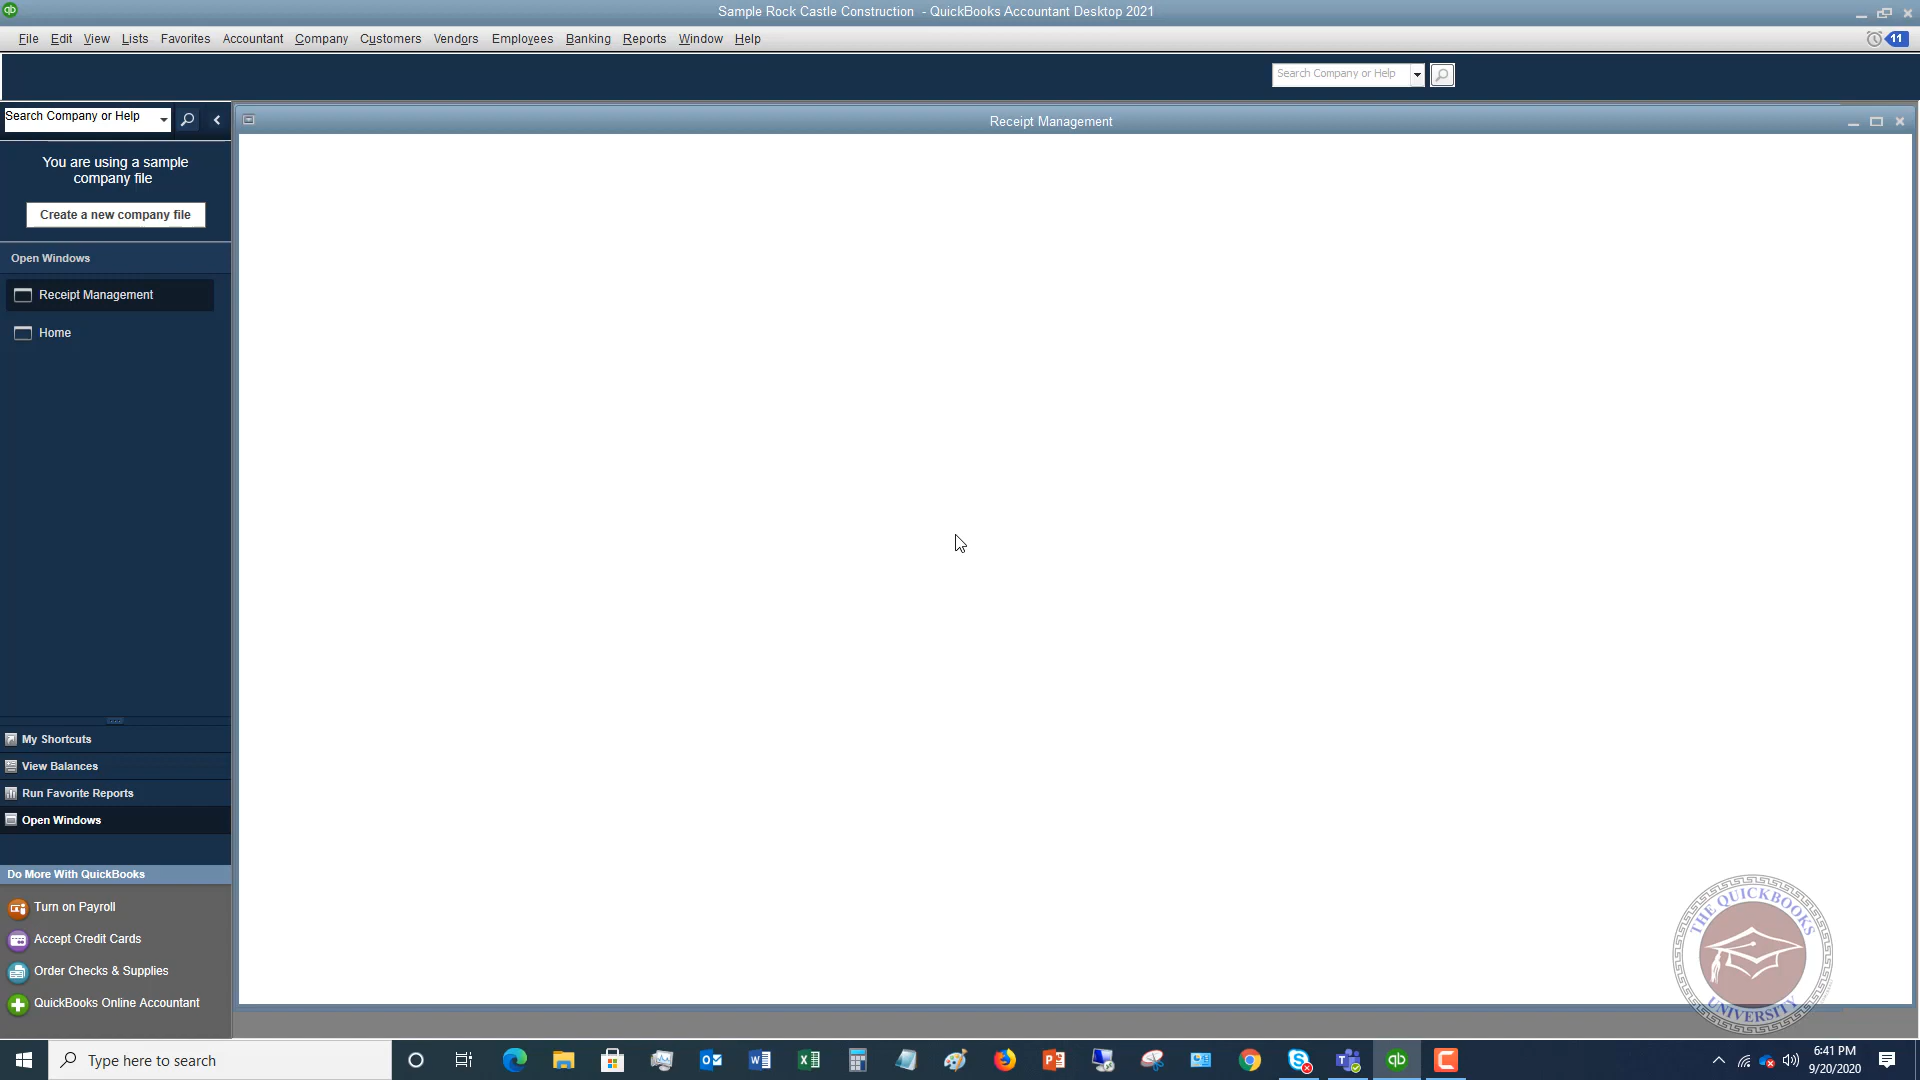 Sample Rock Castle Construction - QuickBooks Accountant Desktop 2021
File Edit View Lists Favorites Accountant Company Customers Vendors Employees Banking Reports Window Help
11
Search Company or Help
Search Company or Help
Receipt Management
You are using a sample
company file
Create a new company file
Open Windows
Receipt Management
Home
My Shortcuts
View Balances
Run Favorite Reports
Open Windows
Do More With QuickBooks
Turn on Payroll
Accept Credit Cards
Order Checks & Supplies
QuickBooks Online Accountant
THE QUICKBOOKS
UNIVERSITY
Type here to search
6:41 PM
9/20/2020